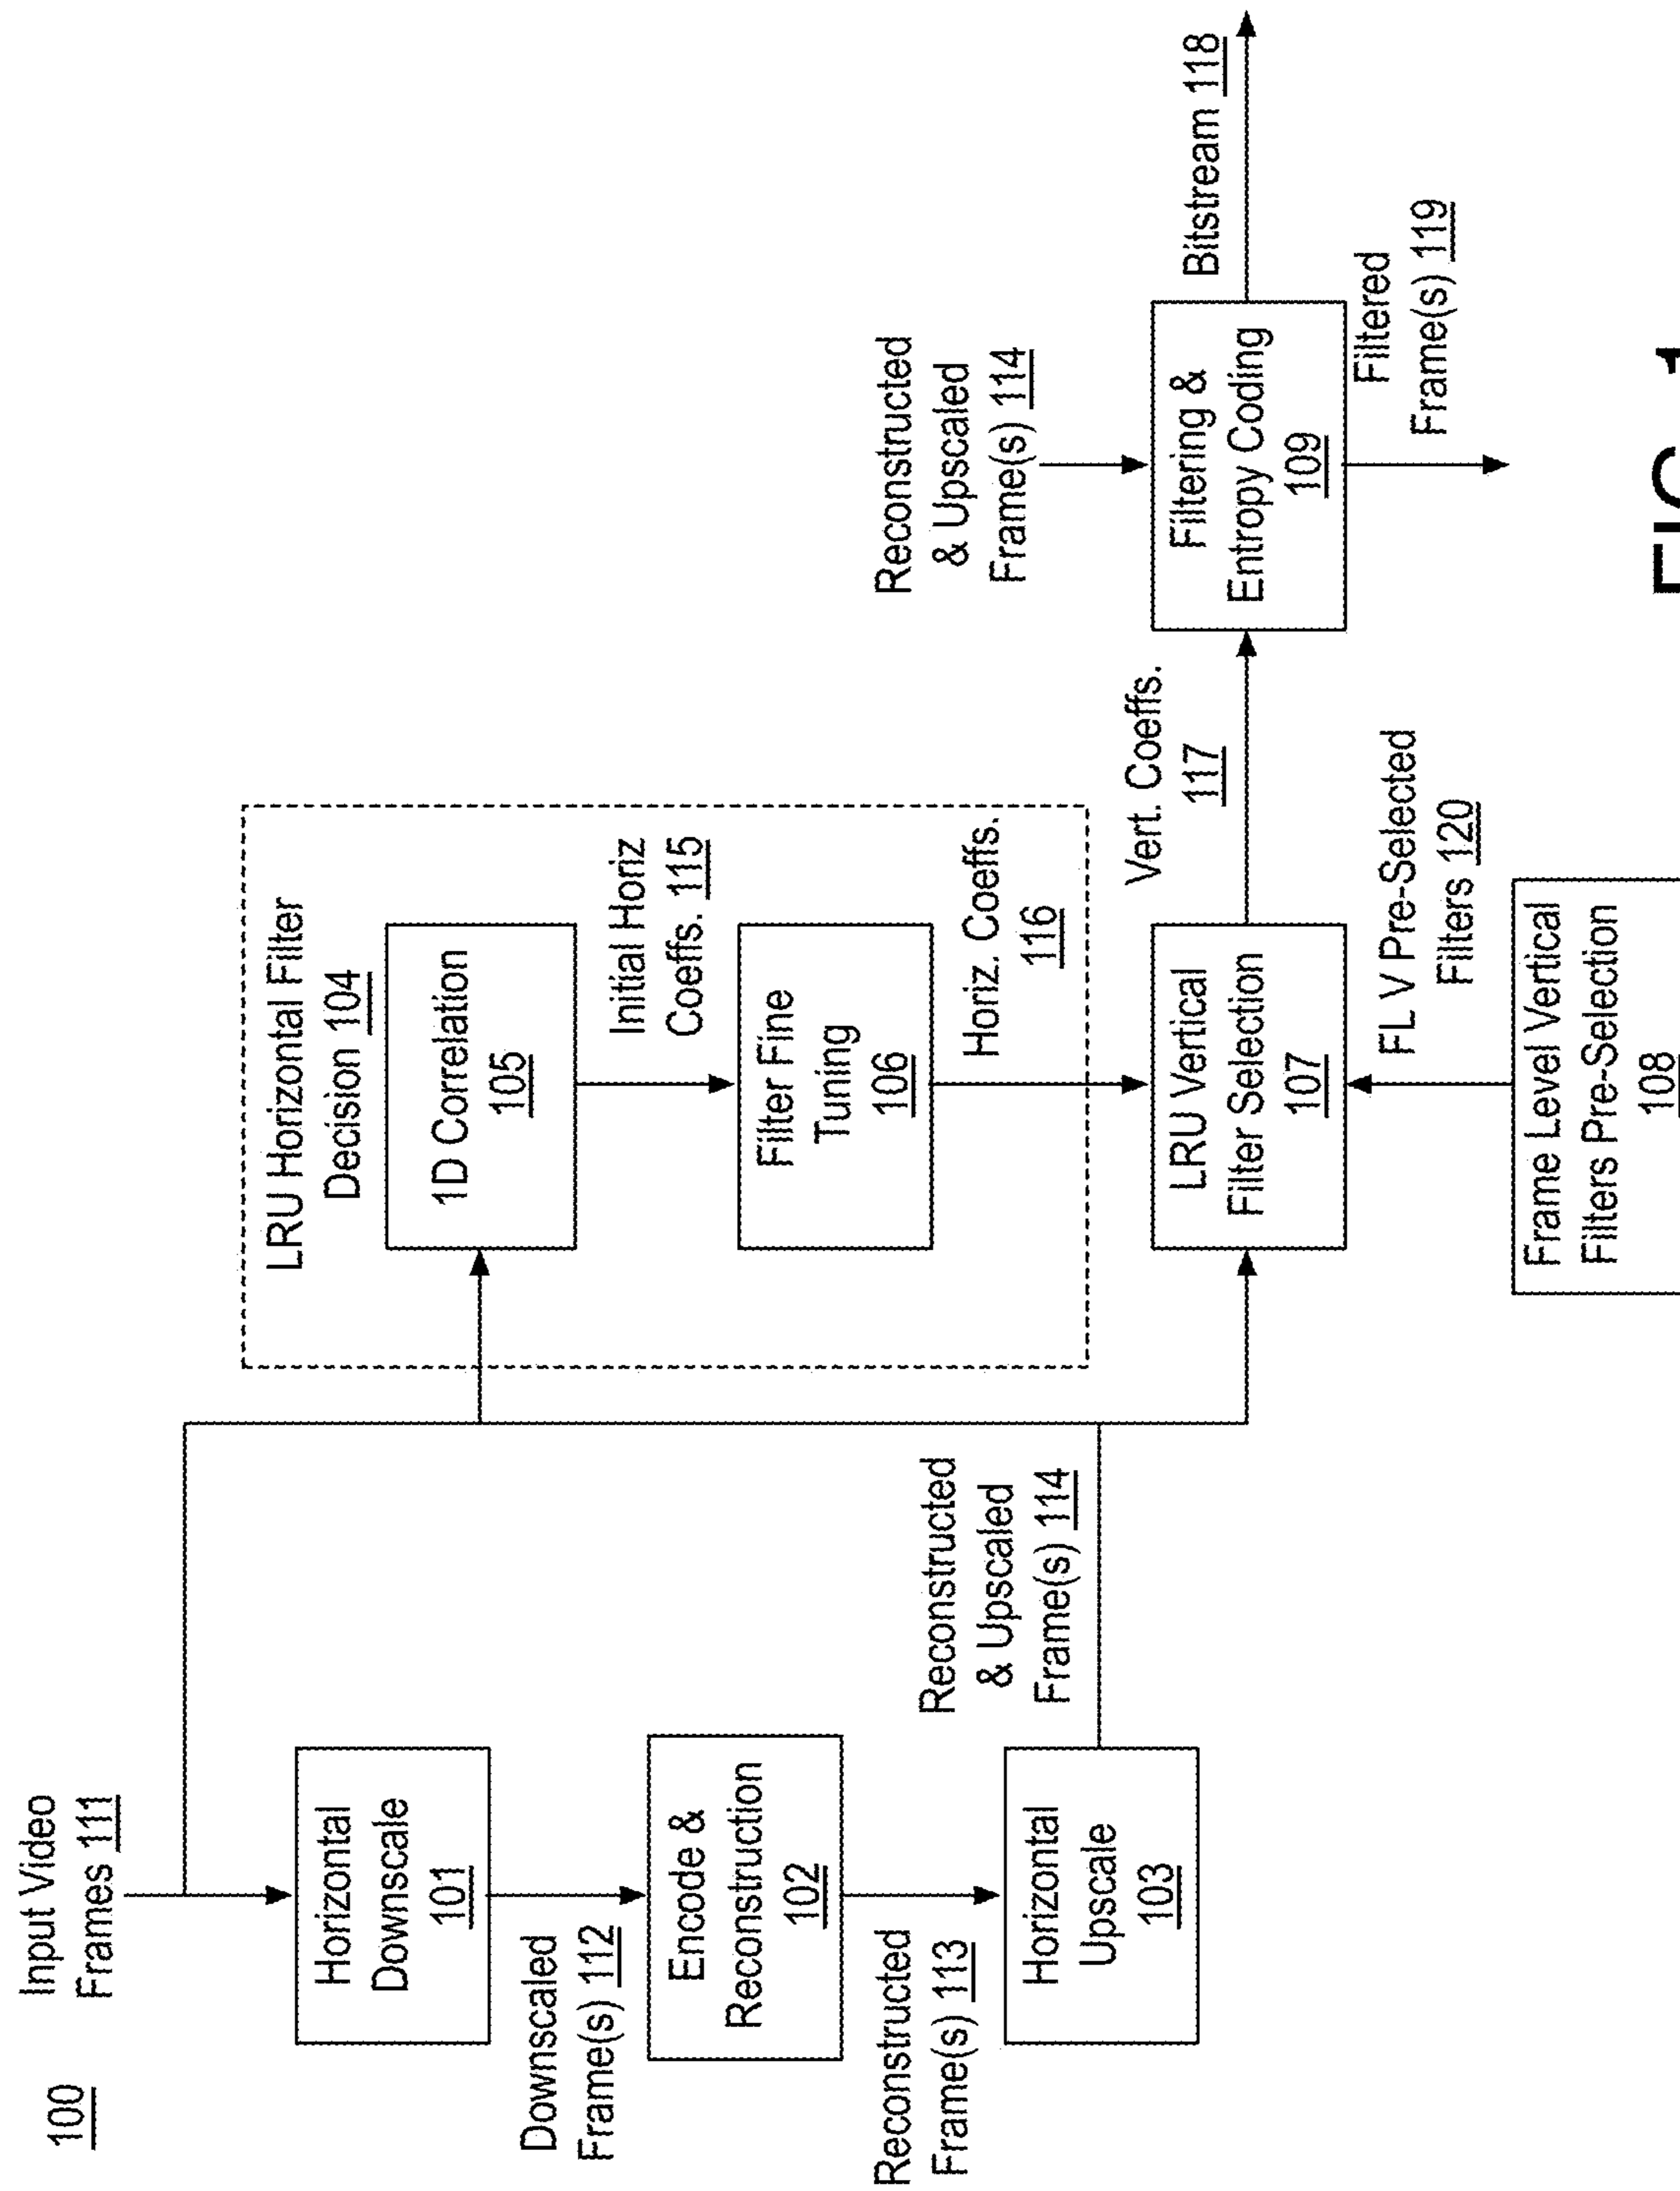 100
Input Video
Frames 111
Horizontal
Downscale
101
Downscaled
Frame(s) 112
Encode &
Reconstruction
102
Reconstructed
Frame(s) 113
Horizontal
Upscale
103
Reconstructed
& Upscaled
Frame(s) 114
LRU Horizontal Filter
Decision 104
1D Correlation
105
Initial Horiz
Coeffs. 115
Filter Fine
Tuning
106
Horiz. Coeffs.
116
LRU Vertical
Filter Selection
107
FL V Pre-Selected
Filters 120
Frame Level Vertical
Filters Pre-Selection
108
Vert. Coeffs.
117
Reconstructed
& Upscaled
Frame(s) 114
Filtering &
Entropy Coding
109
Bitstream 118
Filtered
Frame(s) 119